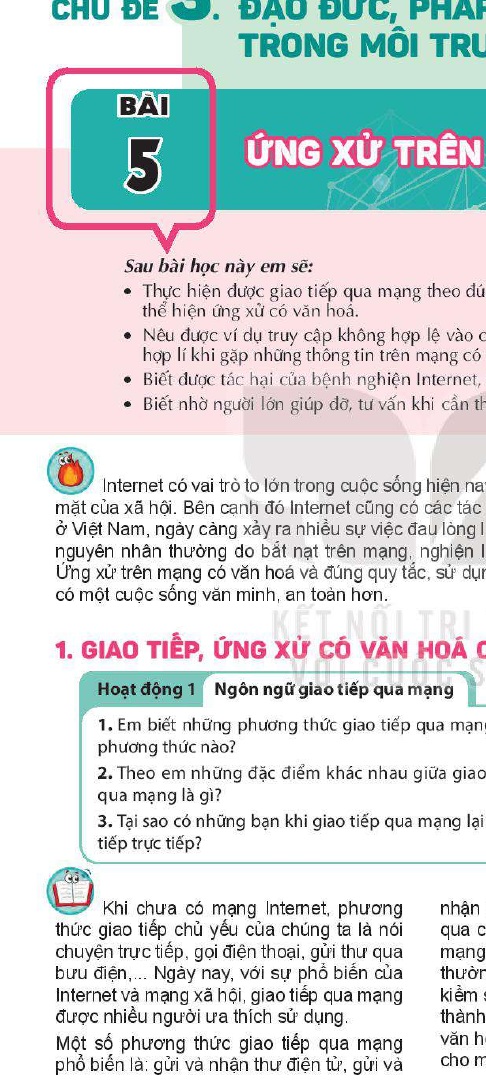 CHỦ ĐỀ 3. ĐẠO ĐỨC, PHÁP
TRONG MÔI TRƯ
BÀI
5
ỨNG XỬ TRÊN
Sau bài học này em sẽ:
• Thực hiện được giao tiếp qua mạng theo đú
thể hiện ứng xử có văn hoá.
• Nêu được ví dụ truy cập không hợp lệ vào c
hợp lí khi gặp những thông tin trên mạng có
• Biết được tác hại của bệnh nghiện Internet,
• Biết nhờ người lớn giúp đỡ, tư vấn khi cần th
Internet có vai trò to lớn trong cuộc sống hiện na
mặt của xã hội. Bên cạnh đó Internet cũng có các tác
ở Việt Nam, ngày càng xảy ra nhiều sự việc đau lòng l
nguyên nhân thường do bắt nạt trên mạng, nghiện I
Ứng xử trên mạng có văn hoá và đúng quy tắc, sử dụn
có một cuộc sống văn minh, an toàn hơn.
KẾT NỐI TRI
VỚI CUỘC S
1. GIAO TIẾP, ỨNG XỬ CÓ VĂN HOÁ
Hoạt động 1 Ngôn ngữ giao tiếp qua mạng
1. Em biết những phương thức giao tiếp qua mạn
phương thức nào?
2. Theo em những đặc điểm khác nhau giữa giao
qua mạng là gì?
3. Tại sao có những bạn khi giao tiếp qua mạng lại
tiếp trực tiếp?
Khi chưa có mạng Internet, phương
thức giao tiếp chủ yếu của chúng ta là nói
chuyện trực tiếp, gọi điện thoại, gửi thư qua
bưu điện,... Ngày nay, với sự phổ biến của
Internet và mạng xã hội, giao tiếp qua mạng
được nhiều người ưa thích sử dụng.
Một số phương thức giao tiếp qua mạng
phổ biến là: gửi và nhận thư điện tử, gửi và
nhận
qua c
mạng
thườn
kiểm s
thành
văn h
cho m